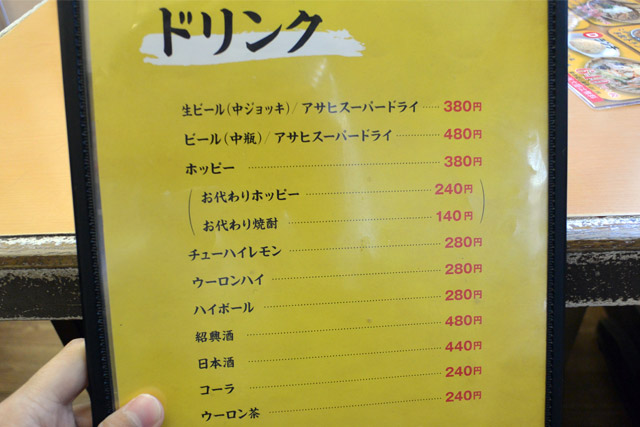 ドリンク
生ビール(中ジョッキ)/アサヒスーパードライ……380円
ビール(中瓶)/アサヒスーパードライ……480円
ホッピー……380円
(お代わりホッピー……240円
お代わり焼酎……140円)
チューハイレモン……280円
ウーロンハイ……280円
ハイボール……280円
紹興酒……480円
日本酒……440円
コーラ……240円
ウーロン茶……240円